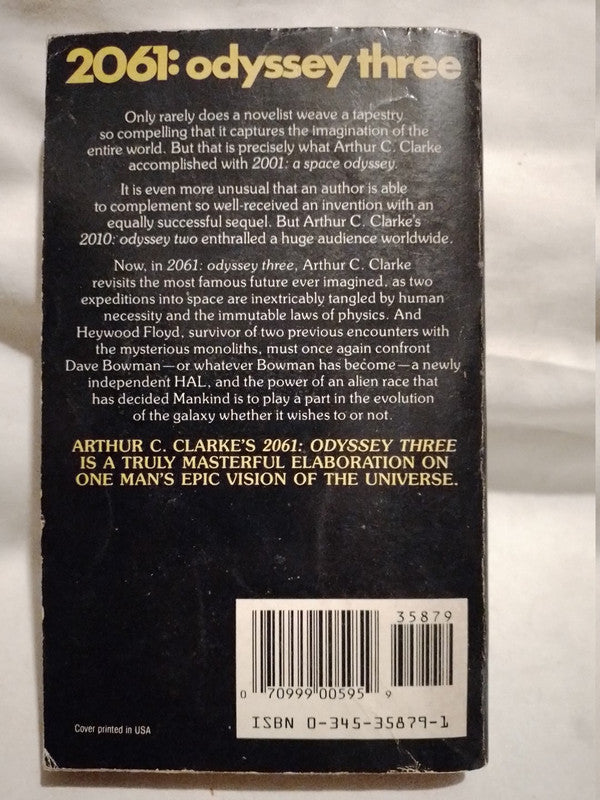 2061: odyssey three
Only rarely does a novelist weave a tapestry
so compelling that it captures the imagination of the
entire world. But that is precisely what Arthur C. Clarke
accomplished with 2001: a space odyssey.
It is even more unusual that an author is able
to complement so well-received an invention with an
equally successful sequel. But Arthur C. Clarke's
2010: odyssey two enthralled a huge audience worldwide.
Now, in 2061: odyssey three, Arthur C. Clarke
revisits the most famous future ever imagined, as two
expeditions into space are inextricably tangled by human
necessity and the immutable laws of physics. And
Heywood Floyd, survivor of two previous encounters with
the mysterious monoliths, must once again confront
Dave Bowman—or whatever Bowman has become—a newly
independent HAL, and the power of an alien race that
has decided Mankind is to play a part in the evolution
of the galaxy whether it wishes to or not.
ARTHUR C. CLARKE'S 2061: ODYSSEY THREE
IS A TRULY MASTERFUL ELABORATION ON
ONE MAN'S EPIC VISION OF THE UNIVERSE.
35879
0 70999 00595 9
ISBN 0-345-35879-1
Cover printed in USA